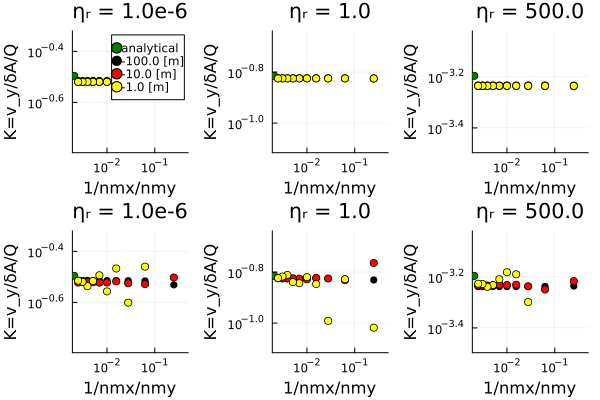 ηᵣ = 1.0e-6
ηᵣ = 1.0
ηᵣ = 500.0
K=v_y/δA/Q
10⁻⁰·⁴
10⁻⁰·⁶
analytical
-100.0 [m]
-10.0 [m]
-1.0 [m]
10⁻²
10⁻¹
1/nmx/nmy
K=v_y/δA/Q
10⁻⁰·⁸
10⁻¹·⁰
10⁻²
10⁻¹
1/nmx/nmy
K=v_y/δA/Q
10⁻³·²
10⁻³·⁴
10⁻²
10⁻¹
1/nmx/nmy
ηᵣ = 1.0e-6
ηᵣ = 1.0
ηᵣ = 500.0
K=v_y/δA/Q
10⁻⁰·⁴
10⁻⁰·⁶
10⁻²
10⁻¹
1/nmx/nmy
K=v_y/δA/Q
10⁻⁰·⁸
10⁻¹·⁰
10⁻²
10⁻¹
1/nmx/nmy
K=v_y/δA/Q
10⁻³·²
10⁻³·⁴
10⁻²
10⁻¹
1/nmx/nmy